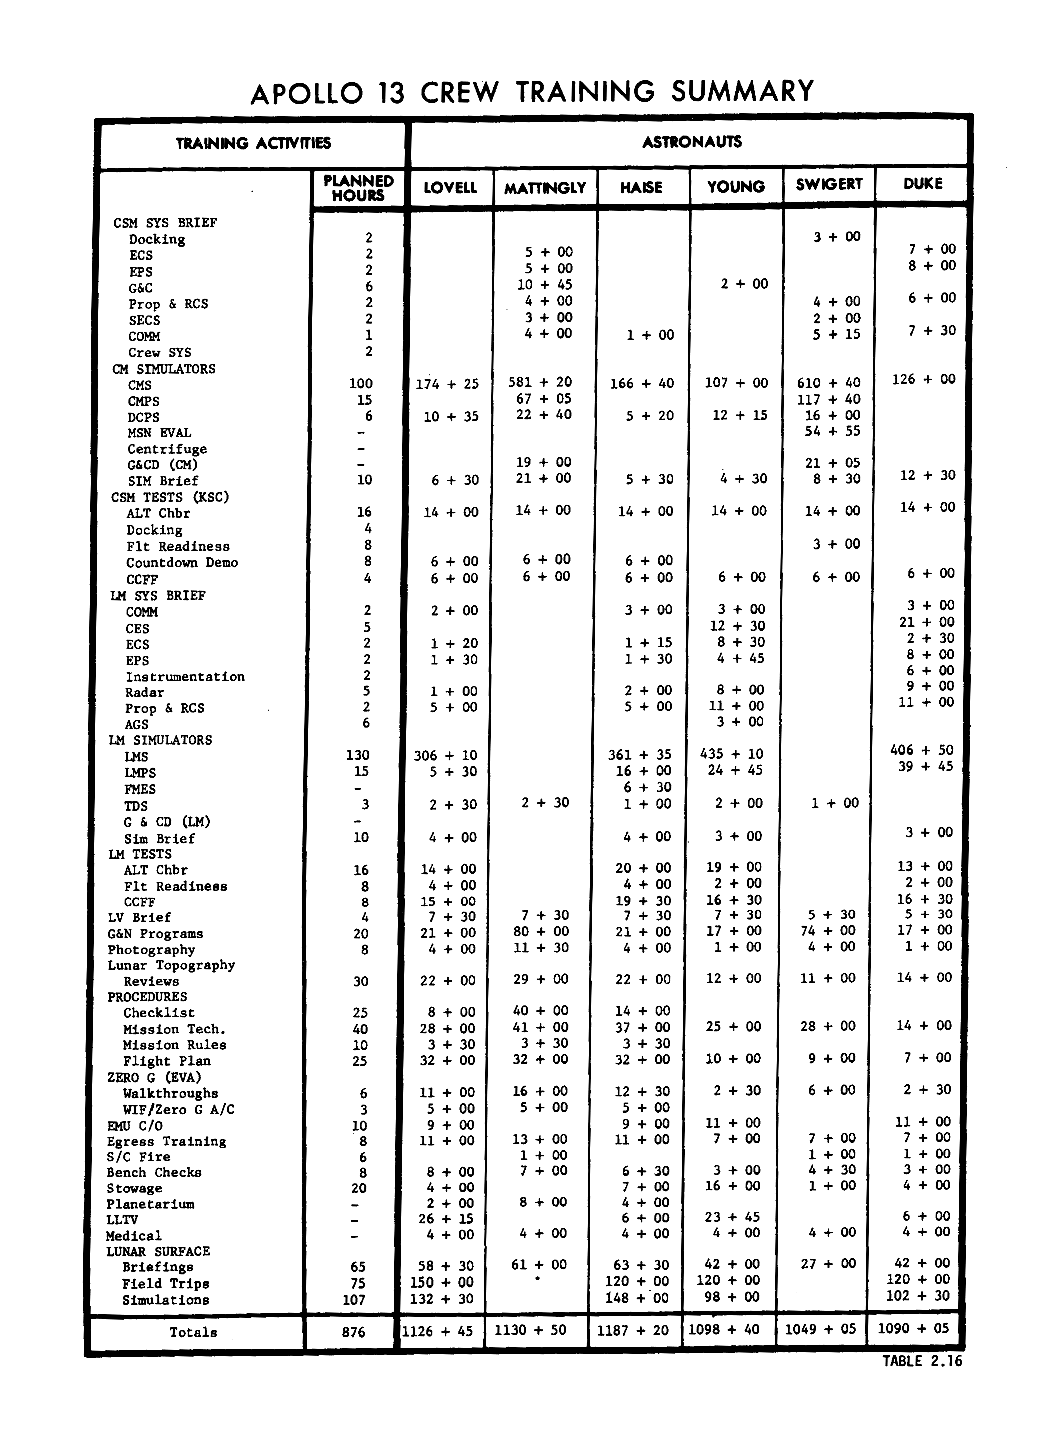 APOLLO 13 CREW TRAINING SUMMARY
TRAINING ACTIVITIES ASTRONAUTS
PLANNED HOURS LOVELL MATTINGLY HAISE YOUNG SWIGERT DUKE
CSM SYS BRIEF
Docking 2 3 + 00
ECS 2 5 + 00 7 + 00
EPS 2 5 + 00 8 + 00
G&C 6 10 + 45 2 + 00
Prop & RCS 2 4 + 00 4 + 00 6 + 00
SECS 2 3 + 00 2 + 00
COMM 1 4 + 00 1 + 00 5 + 15 7 + 30
Crew SYS 2
CM SIMULATORS
CMS 100 174 + 25 581 + 20 166 + 40 107 + 00 610 + 40 126 + 00
CMPS 15 67 + 05 117 + 40
DCPS 6 10 + 35 22 + 40 5 + 20 12 + 15 16 + 00
MSN EVAL - 54 + 55
Centrifuge -
G&CD (CM) - 19 + 00 21 + 05
SIM Brief 10 6 + 30 21 + 00 5 + 30 4 + 30 8 + 30 12 + 30
CSM TESTS (KSC)
ALT Chbr 16 14 + 00 14 + 00 14 + 00 14 + 00 14 + 00 14 + 00
Docking 4
Flt Readiness 8 3 + 00
Countdown Demo 8 6 + 00 6 + 00 6 + 00
CCFF 4 6 + 00 6 + 00 6 + 00 6 + 00 6 + 00 6 + 00
LM SYS BRIEF
COMM 2 2 + 00 3 + 00 3 + 00 3 + 00
CES 5 12 + 30 21 + 00
ECS 2 1 + 20 1 + 15 8 + 30 2 + 30
EPS 2 1 + 30 1 + 30 4 + 45 8 + 00
Instrumentation 2 6 + 00
Radar 5 1 + 00 2 + 00 8 + 00 9 + 00
Prop & RCS 2 5 + 00 5 + 00 11 + 00 11 + 00
AGS 6 3 + 00
LM SIMULATORS
LMS 130 306 + 10 361 + 35 435 + 10 406 + 50
LMPS 15 5 + 30 16 + 00 24 + 45 39 + 45
FMES - 6 + 30
TDS 3 2 + 30 2 + 30 1 + 00 2 + 00 1 + 00
G & CD (LM) -
Sim Brief 10 4 + 00 4 + 00 3 + 00 3 + 00
LM TESTS
ALT Chbr 16 14 + 00 20 + 00 19 + 00 13 + 00
Flt Readiness 8 4 + 00 4 + 00 2 + 00 2 + 00
CCFF 8 15 + 00 19 + 30 16 + 30 16 + 30
LV Brief 4 7 + 30 7 + 30 7 + 30 7 + 30 5 + 30 5 + 30
G&N Programs 20 21 + 00 80 + 00 21 + 00 17 + 00 74 + 00 17 + 00
Photography 8 4 + 00 11 + 30 4 + 00 1 + 00 4 + 00 1 + 00
Lunar Topography
Reviews 30 22 + 00 29 + 00 22 + 00 12 + 00 11 + 00 14 + 00
PROCEDURES
Checklist 25 8 + 00 40 + 00 14 + 00
Mission Tech. 40 28 + 00 41 + 00 37 + 00 25 + 00 28 + 00 14 + 00
Mission Rules 10 3 + 30 3 + 30 3 + 30
Flight Plan 25 32 + 00 32 + 00 32 + 00 10 + 00 9 + 00 7 + 00
ZERO G (EVA)
Walkthroughs 6 11 + 00 16 + 00 12 + 30 2 + 30 6 + 00 2 + 30
WIF/Zero G A/C 3 5 + 00 5 + 00 5 + 00
EMU C/O 10 9 + 00 9 + 00 11 + 00 11 + 00
Egress Training 8 11 + 00 13 + 00 11 + 00 7 + 00 7 + 00 7 + 00
S/C Fire 6 1 + 00 1 + 00 1 + 00
Bench Checks 8 8 + 00 7 + 00 6 + 30 3 + 00 4 + 30 3 + 00
Stowage 20 4 + 00 7 + 00 16 + 00 1 + 00 4 + 00
Planetarium - 2 + 00 8 + 00 4 + 00
LLTV - 26 + 15 6 + 00 23 + 45 6 + 00
Medical - 4 + 00 4 + 00 4 + 00 4 + 00 4 + 00 4 + 00
LUNAR SURFACE
Briefings 65 58 + 30 61 + 00 63 + 30 42 + 00 27 + 00 42 + 00
Field Trips 75 150 + 00 * 120 + 00 120 + 00 120 + 00
Simulations 107 132 + 30 148 + 00 98 + 00 102 + 30
Totals 876 1126 + 45 1130 + 50 1187 + 20 1098 + 40 1049 + 05 1090 + 05
TABLE 2.16